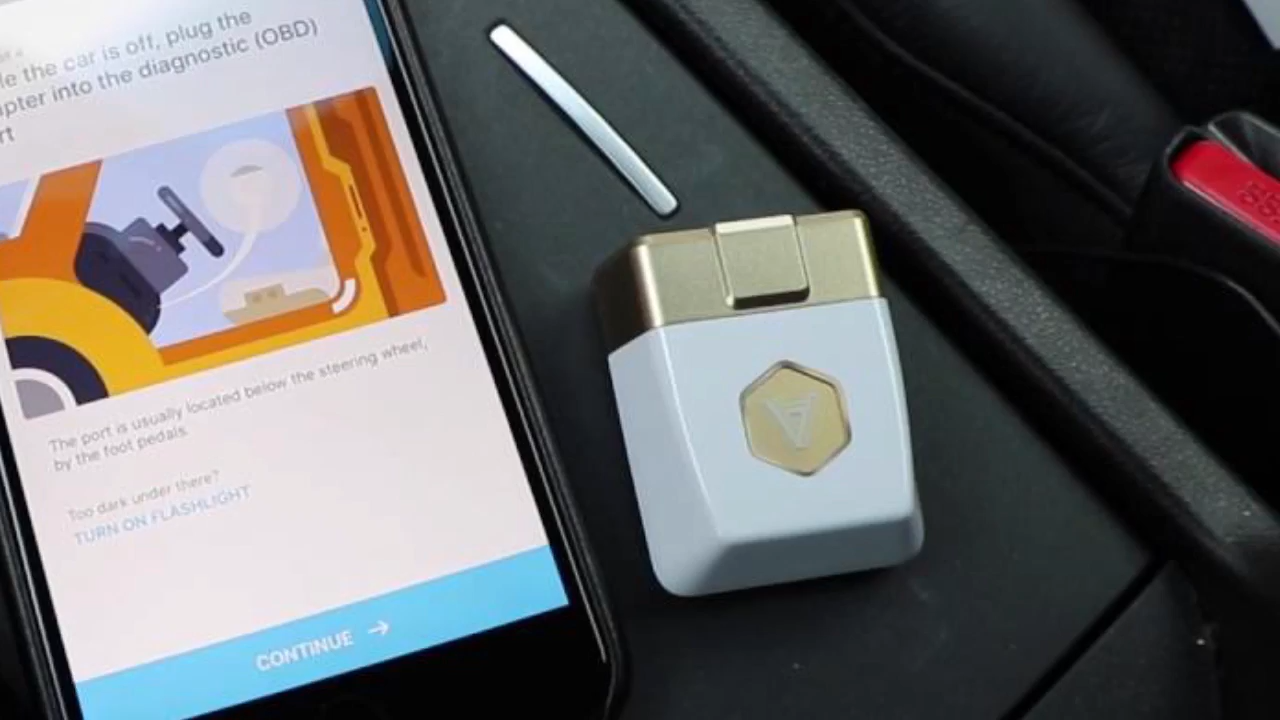 le the car is off, plug the
pter into the diagnostic (OBD)
rt
The port is usually located below the steering wheel,
by the foot pedals.
Too dark under there?
TURN ON FLASHLIGHT
CONTINUE